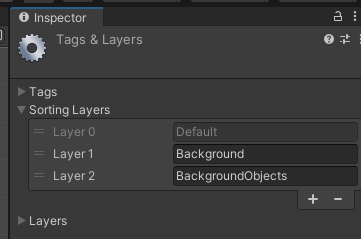 Inspector
Tags & Layers
Tags
Sorting Layers
Layer 0 Default
Layer 1 Background
Layer 2 BackgroundObjects
Layers